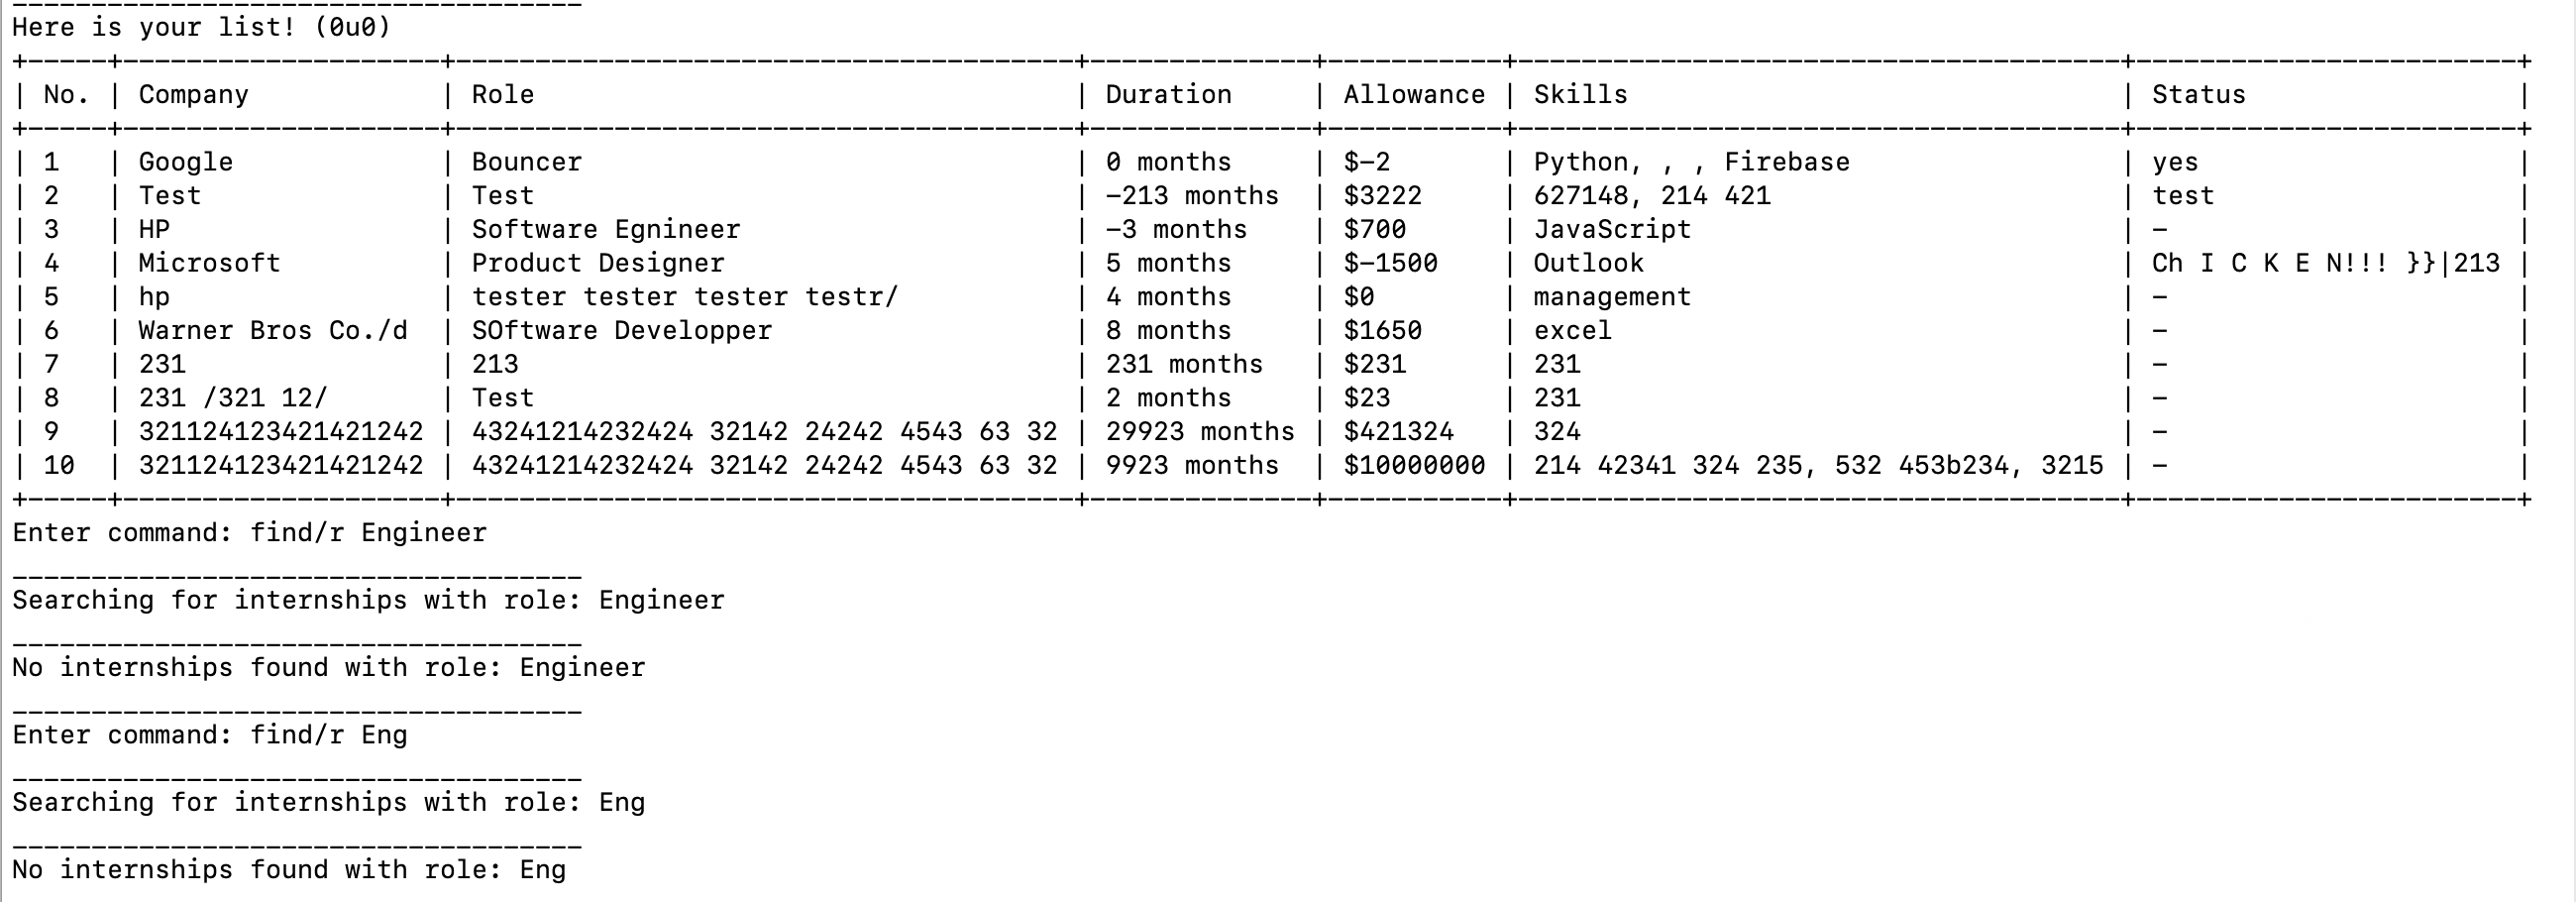 ____________________________________
Here is your list! (0u0)
+-----+--------------------+---------------------------------------+--------------+-----------+--------------------------------------+------------------------+
| No. | Company            | Role                                  | Duration     | Allowance | Skills                               | Status                 |
+-----+--------------------+---------------------------------------+--------------+-----------+--------------------------------------+------------------------+
| 1   | Google             | Bouncer                               | 0 months     | $-2       | Python, , , Firebase                 | yes                    |
| 2   | Test               | Test                                  | -213 months  | $3222     | 627148, 214 421                      | test                   |
| 3   | HP                 | Software Egnineer                     | -3 months    | $700      | JavaScript                           | -                      |
| 4   | Microsoft          | Product Designer                      | 5 months     | $-1500    | Outlook                              | Ch I C K E N!!! }}|213 |
| 5   | hp                 | tester tester tester testr/           | 4 months     | $0        | management                           | -                      |
| 6   | Warner Bros Co./d  | SOftware Developper                   | 8 months     | $1650     | excel                                | -                      |
| 7   | 231                | 213                                   | 231 months   | $231      | 231                                  | -                      |
| 8   | 231 /321 12/       | Test                                  | 2 months     | $23       | 231                                  | -                      |
| 9   | 321124123421421242 | 43241214232424 32142 24242 4543 63 32 | 29923 months | $421324   | 324                                  | -                      |
| 10  | 321124123421421242 | 43241214232424 32142 24242 4543 63 32 | 9923 months  | $10000000 | 214 42341 324 235, 532 453b234, 3215 | -                      |
+-----+--------------------+---------------------------------------+--------------+-----------+--------------------------------------+------------------------+
Enter command: find/r Engineer
____________________________________
Searching for internships with role: Engineer
____________________________________
No internships found with role: Engineer
____________________________________
Enter command: find/r Eng
____________________________________
Searching for internships with role: Eng
____________________________________
No internships found with role: Eng